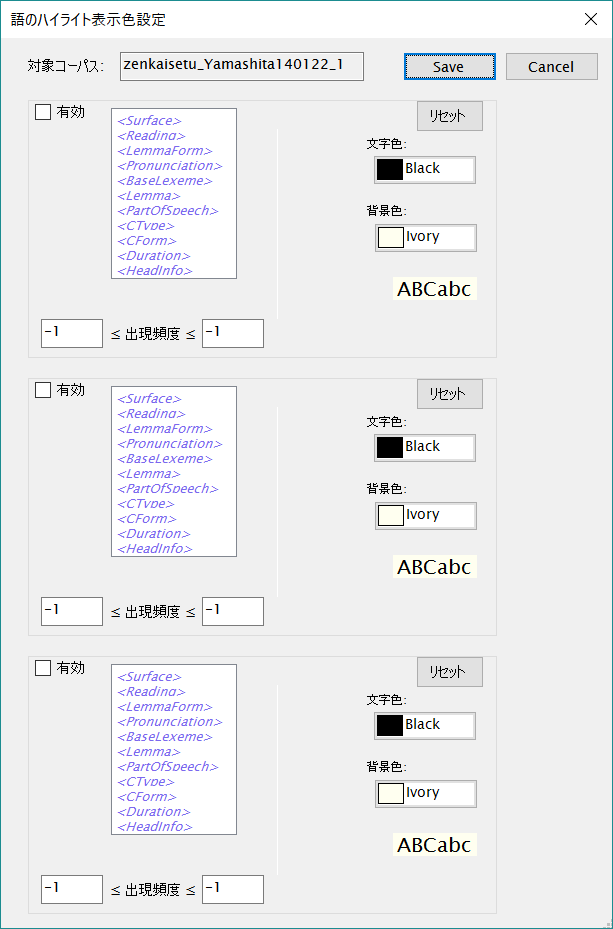 語のハイライト表示色設定
対象コーパス: zenkaisetu_Yamashita140122_1 Save Cancel
有効
<Surface>
<Reading>
<LemmaForm>
<Pronunciation>
<BaseLexeme>
<Lemma>
<PartOfSpeech>
<CType>
<CForm>
<Duration>
<HeadInfo>
リセット
文字色:
Black
背景色:
Ivory
ABCabc
-1 ≤ 出現頻度 ≤ -1
有効
<Surface>
<Reading>
<LemmaForm>
<Pronunciation>
<BaseLexeme>
<Lemma>
<PartOfSpeech>
<CType>
<CForm>
<Duration>
<HeadInfo>
リセット
文字色:
Black
背景色:
Ivory
ABCabc
-1 ≤ 出現頻度 ≤ -1
有効
<Surface>
<Reading>
<LemmaForm>
<Pronunciation>
<BaseLexeme>
<Lemma>
<PartOfSpeech>
<CType>
<CForm>
<Duration>
<HeadInfo>
リセット
文字色:
Black
背景色:
Ivory
ABCabc
-1 ≤ 出現頻度 ≤ -1